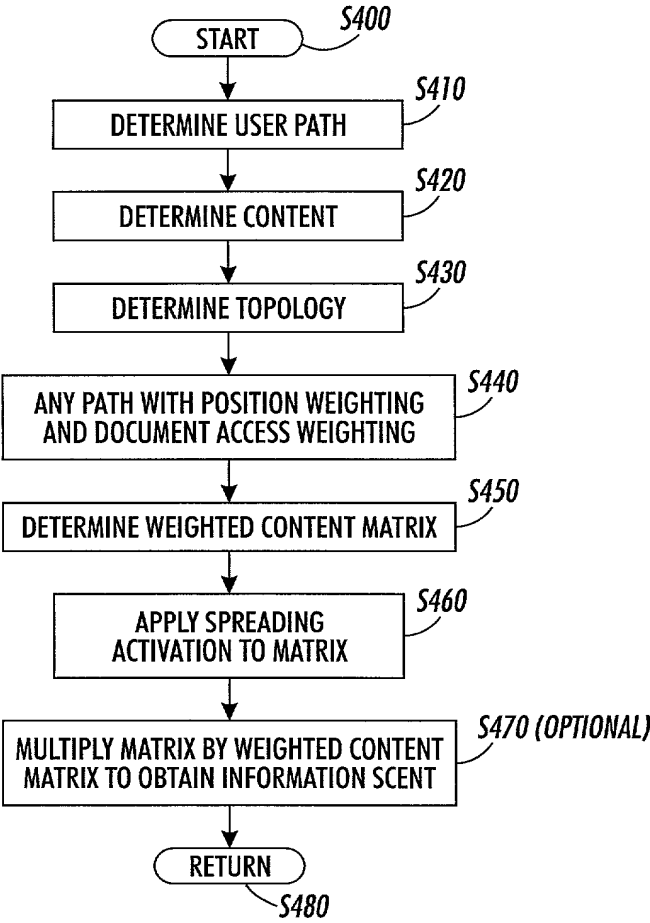 S400
START
S410
DETERMINE USER PATH
S420
DETERMINE CONTENT
S430
DETERMINE TOPOLOGY
S440
ANY PATH WITH POSITION WEIGHTING
AND DOCUMENT ACCESS WEIGHTING
S450
DETERMINE WEIGHTED CONTENT MATRIX
S460
APPLY SPREADING
ACTIVATION TO MATRIX
S470 (OPTIONAL)
MULTIPLY MATRIX BY WEIGHTED CONTENT
MATRIX TO OBTAIN INFORMATION SCENT
RETURN
S480